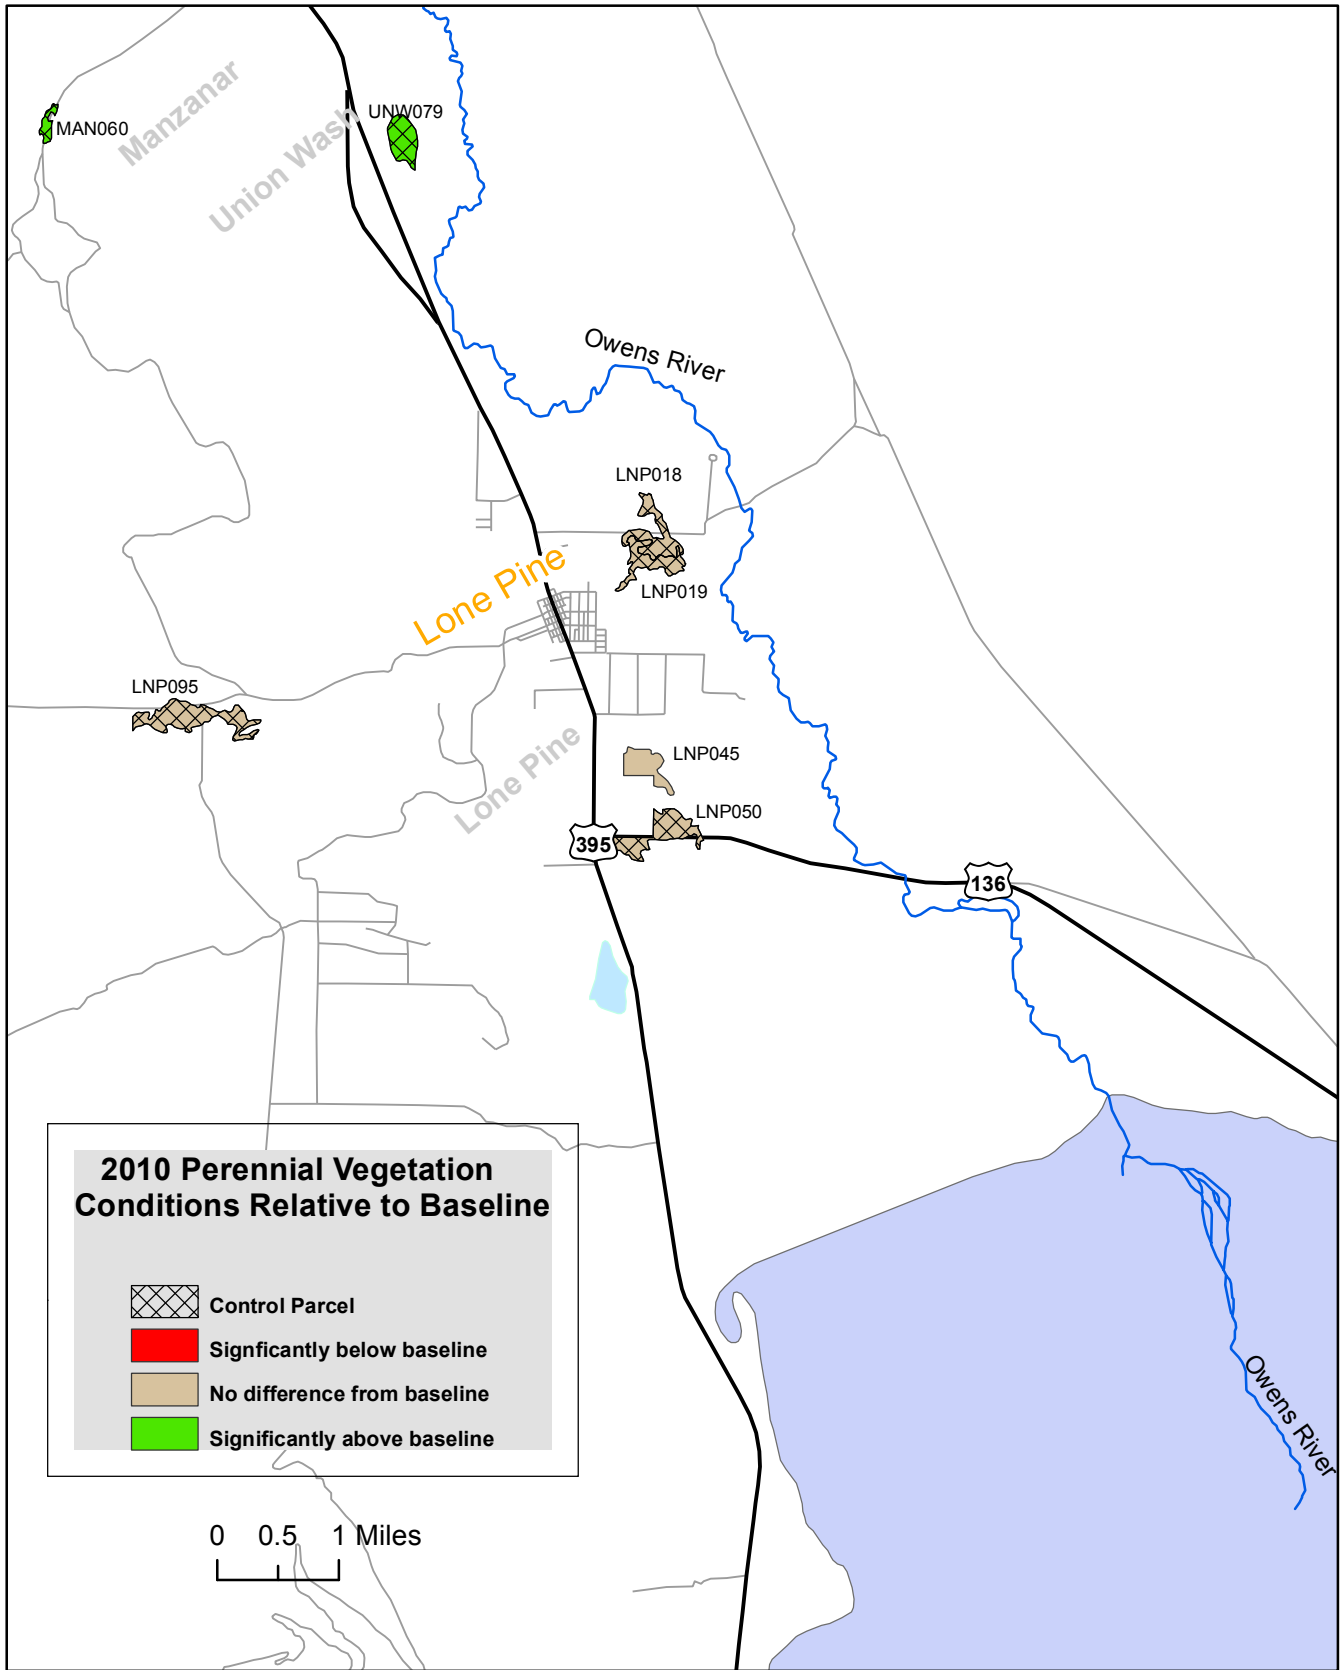 MAN060
Manzanar
Union Wash
UNW079
Owens River
LNP018
LNP019
Lone Pine
LNP095
Lone Pine
LNP045
LNP050
395
136
2010 Perennial Vegetation
Conditions Relative to Baseline
Control Parcel
Signficantly below baseline
No difference from baseline
Significantly above baseline
Owens River
0 0.5 1 Miles